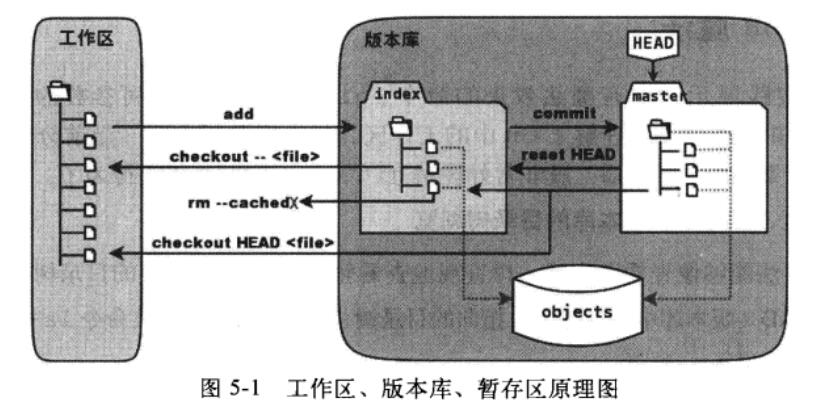 工作区
版本库
HEAD
index
master
add
commit
checkout -- <file>
reset HEAD
rm --cached
checkout HEAD <file>
objects
图 5-1 工作区、版本库、暂存区原理图